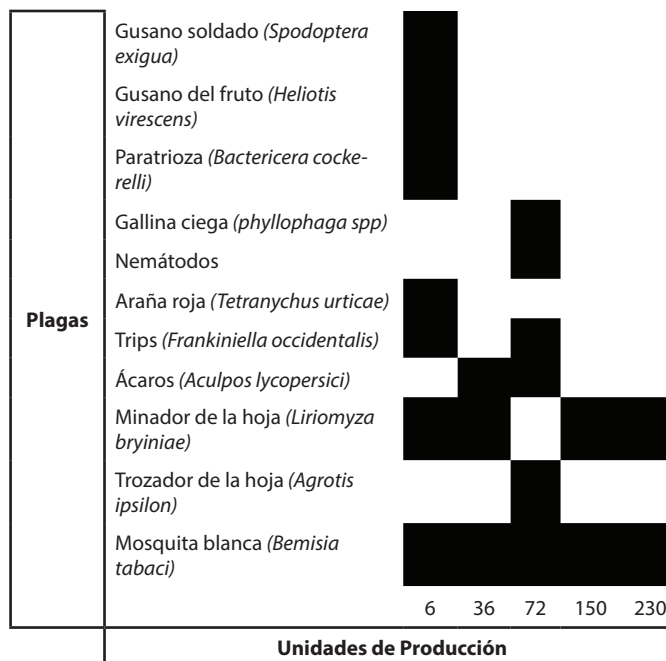 Gusano soldado (Spodoptera
exigua)
Gusano del fruto (Heliotis
virescens)
Paratrioza (Bactericera cocke-
relli)
Gallina ciega (phyllophaga spp)
Nemátodos
Araña roja (Tetranychus urticae)
Plagas
Trips (Frankiniella occidentalis)
Ácaros (Aculpos lycopersici)
Minador de la hoja (Liriomyza
bryiniae)
Trozador de la hoja (Agrotis
ipsilon)
Mosquita blanca (Bemisia
tabaci)
6 36 72 150 230
Unidades de Producción